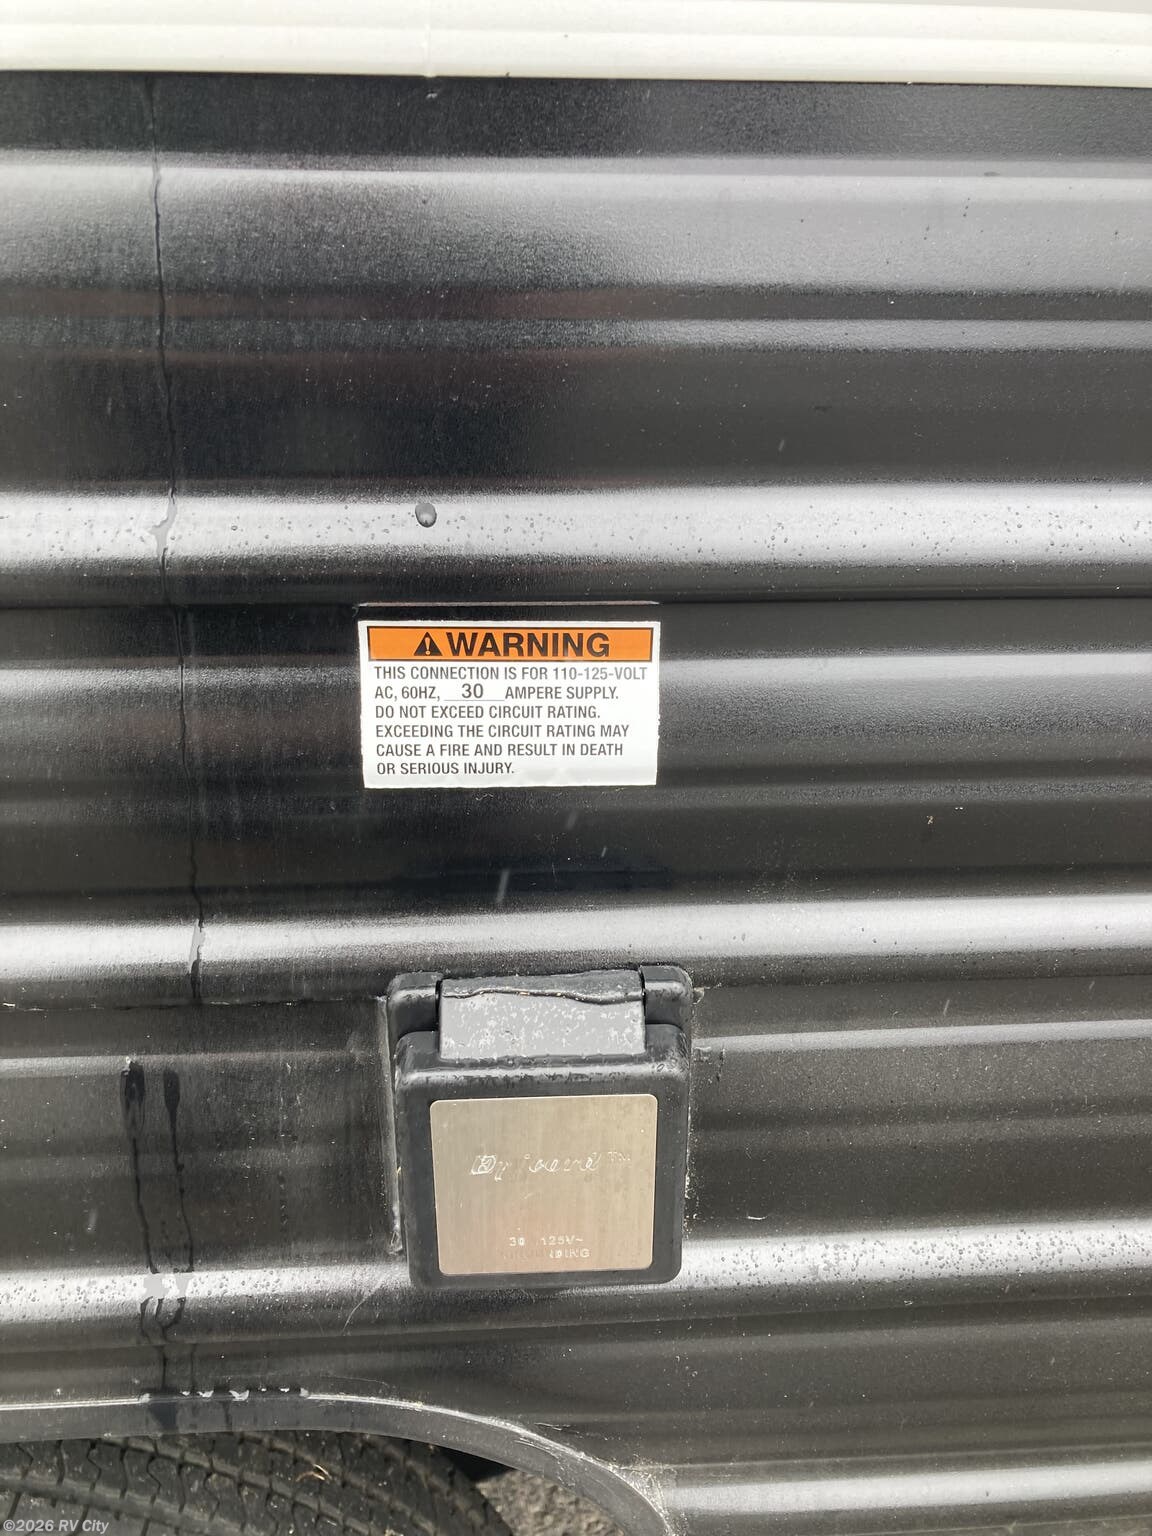 WARNING
THIS CONNECTION IS FOR 110-125-VOLT
AC, 60HZ, 30 AMPERE SUPPLY.
DO NOT EXCEED CIRCUIT RATING.
EXCEEDING THE CIRCUIT RATING MAY
CAUSE A FIRE AND RESULT IN DEATH
OR SERIOUS INJURY.
30 125V~
©2026 RV City